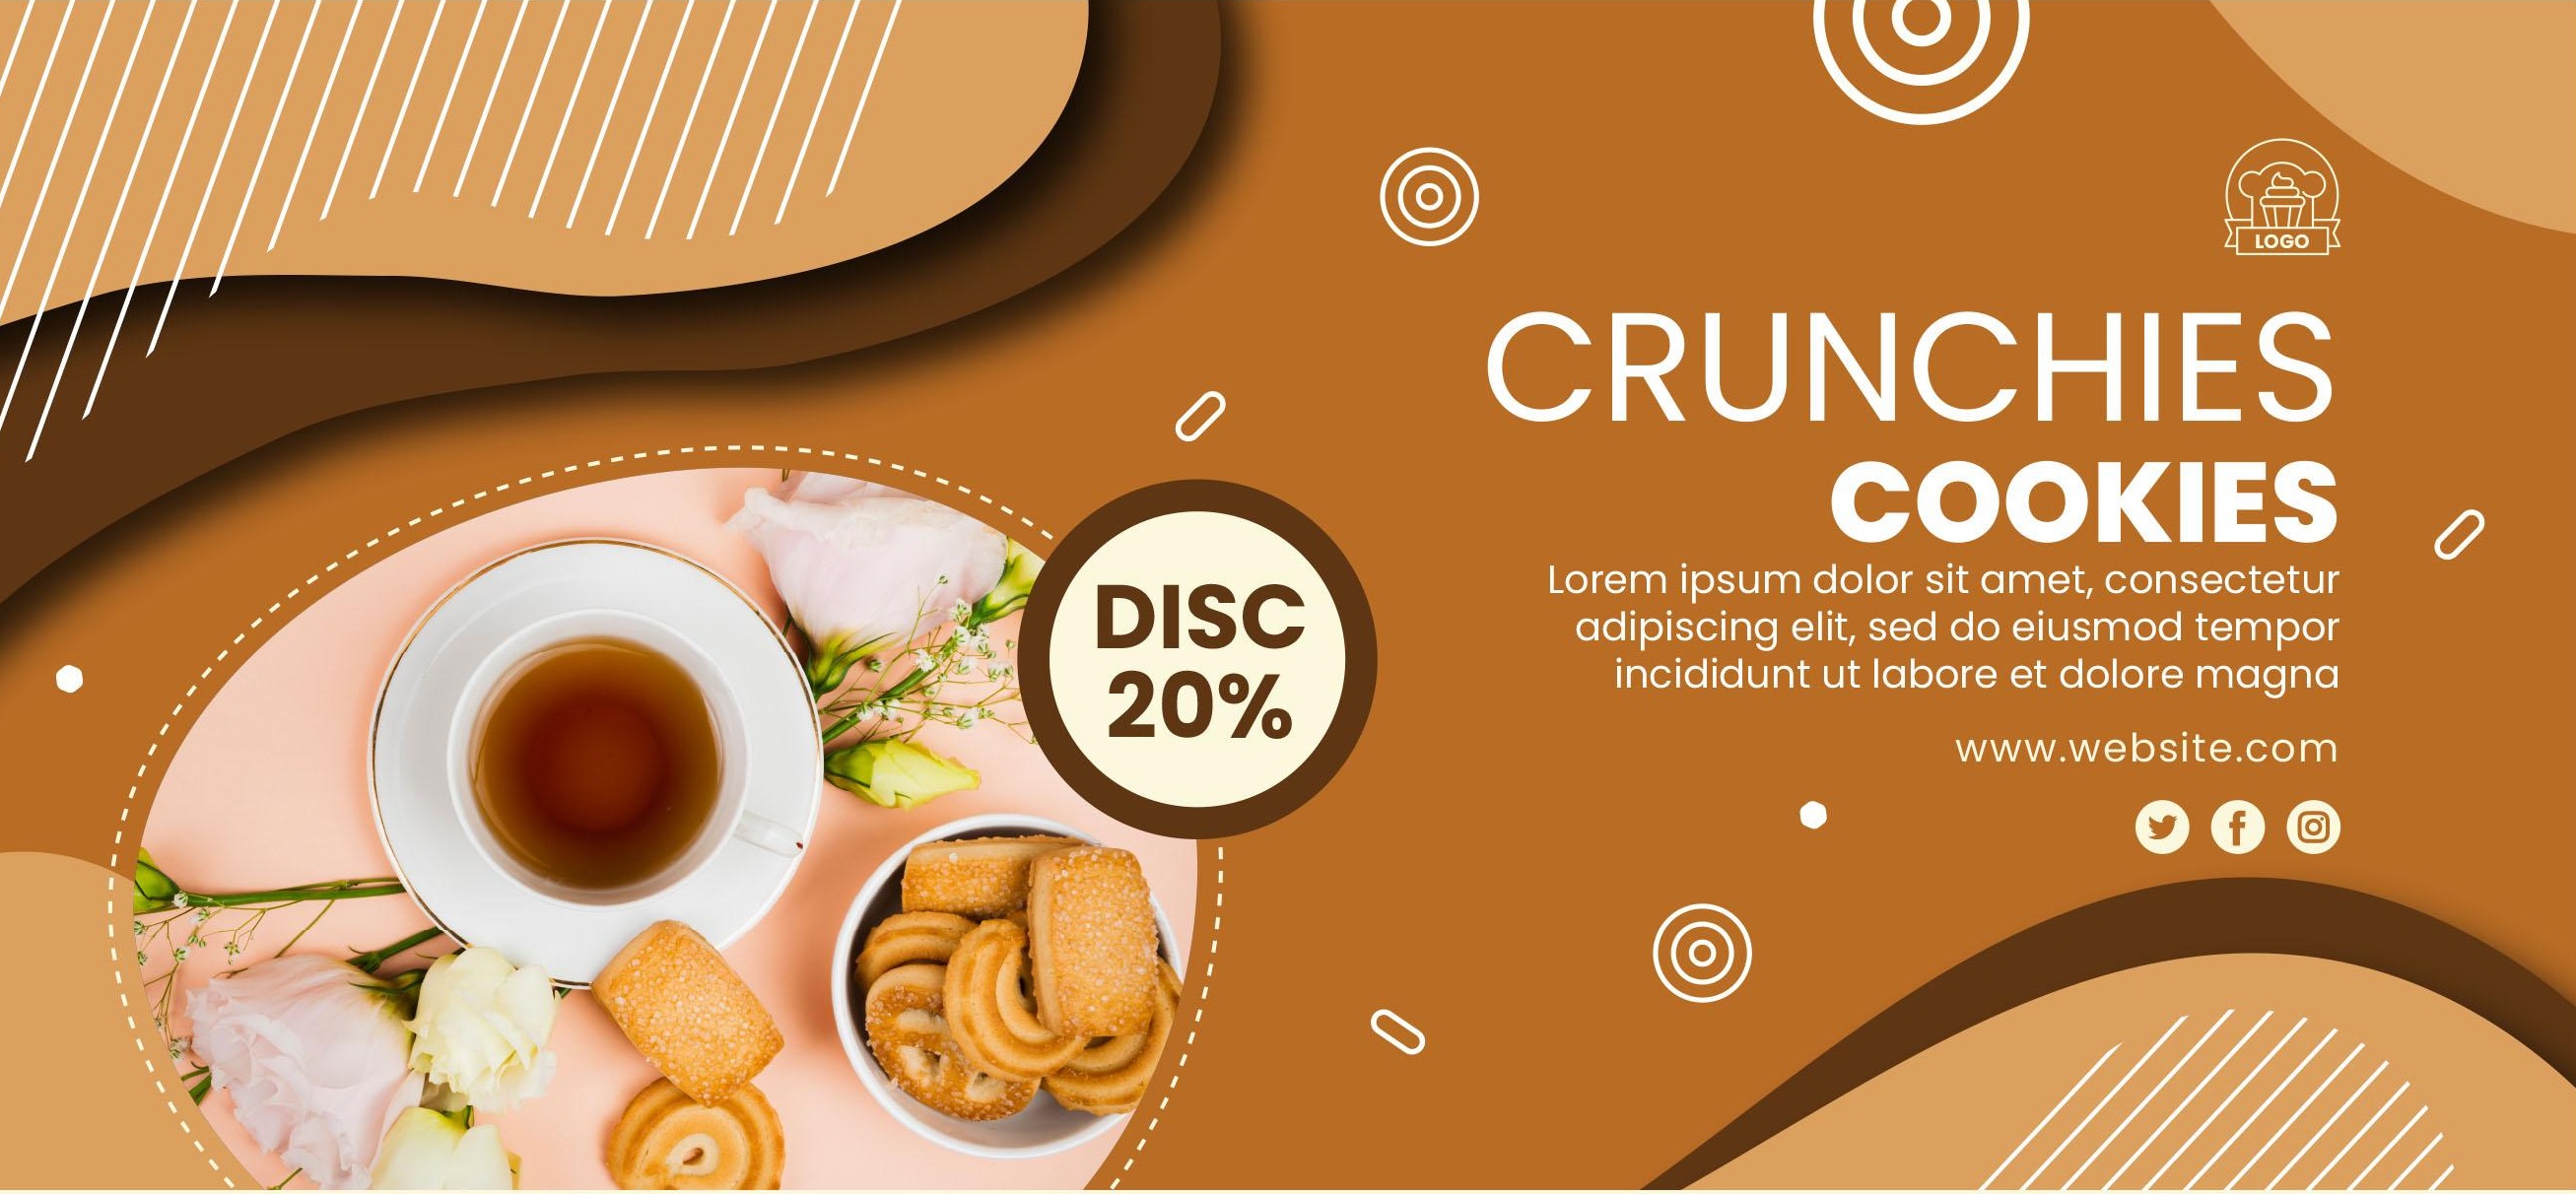 LOGO
CRUNCHIES
COOKIES
Lorem ipsum dolor sit amet, consectetur
adipiscing elit, sed do eiusmod tempor
incididunt ut labore et dolore magna
www.website.com
DISC
20%